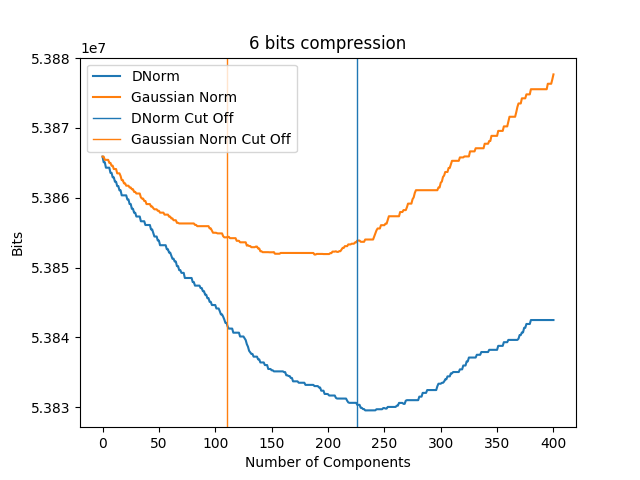 6 bits compression
1e7
5.388
5.387
5.386
5.385
5.384
5.383
Bits
DNorm
Gaussian Norm
DNorm Cut Off
Gaussian Norm Cut Off
0 50 100 150 200 250 300 350 400
Number of Components